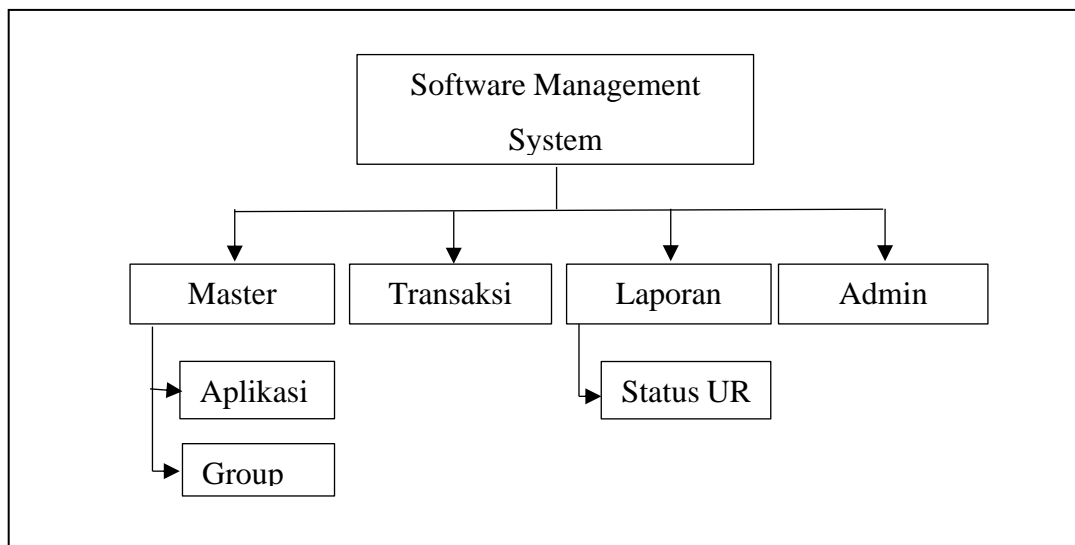 Software Management
System
Master
Transaksi
Laporan
Admin
Aplikasi
Status UR
Group